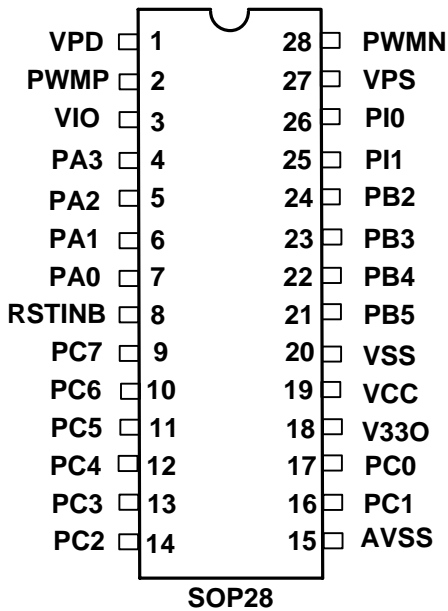 VPD 1 28 PWMN
PWMP 2 27 VPS
VIO 3 26 PI0
PA3 4 25 PI1
PA2 5 24 PB2
PA1 6 23 PB3
PA0 7 22 PB4
RSTINB 8 21 PB5
PC7 9 20 VSS
PC6 10 19 VCC
PC5 11 18 V33O
PC4 12 17 PC0
PC3 13 16 PC1
PC2 14 15 AVSS
SOP28